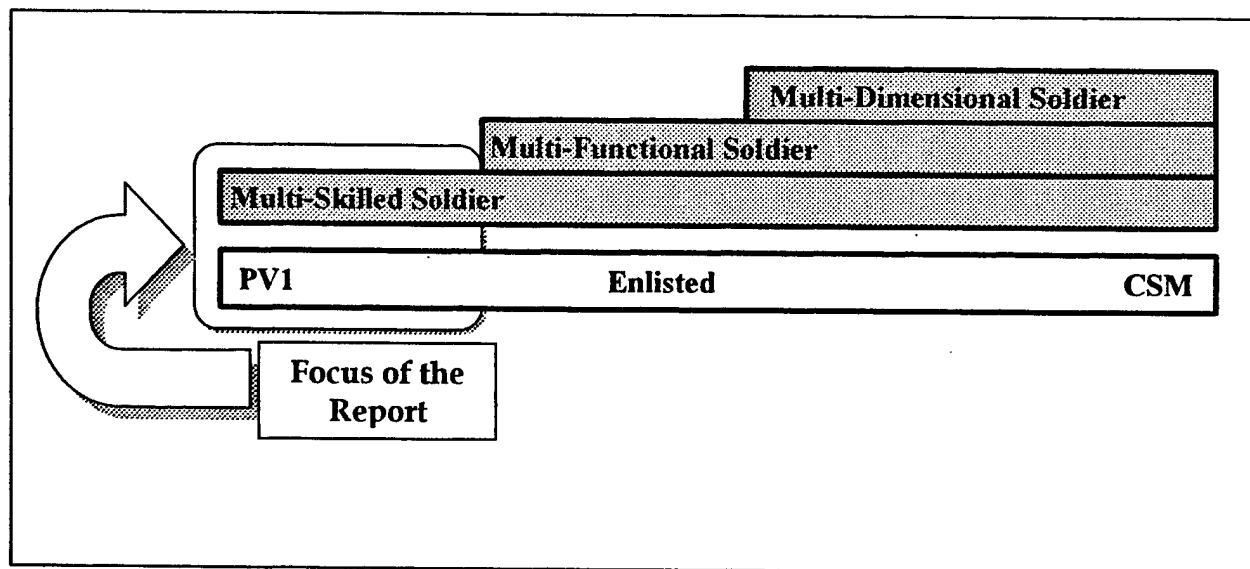 Multi-Dimensional Soldier
Multi-Functional Soldier
Multi-Skilled Soldier
PV1 Enlisted CSM
Focus of the
Report